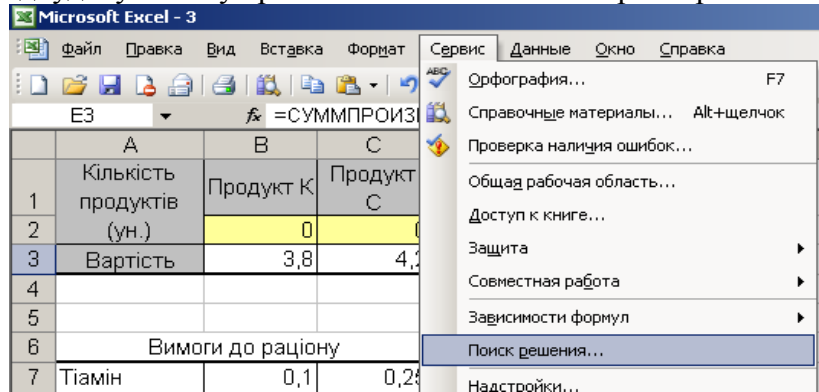 Microsoft Excel - 3
Файл Правка Вид Вставка Формат Сервис Данные Окно Справка
E3 fx =СУММПРОИЗ
Орфография... F7
Справочные материалы... Alt+щелчок
Проверка наличия ошибок...
Общая рабочая область...
Доступ к книге...
Защита
Совместная работа
Зависимости формул
Поиск решения...
Надстройки...
A B C
1 Кількість продуктів (ун.) Продукт К Продукт С
2 0
3 Вартість 3,8 4,2
4
5
6 Вимоги до раціону
7 Тіамін 0,1 0,2